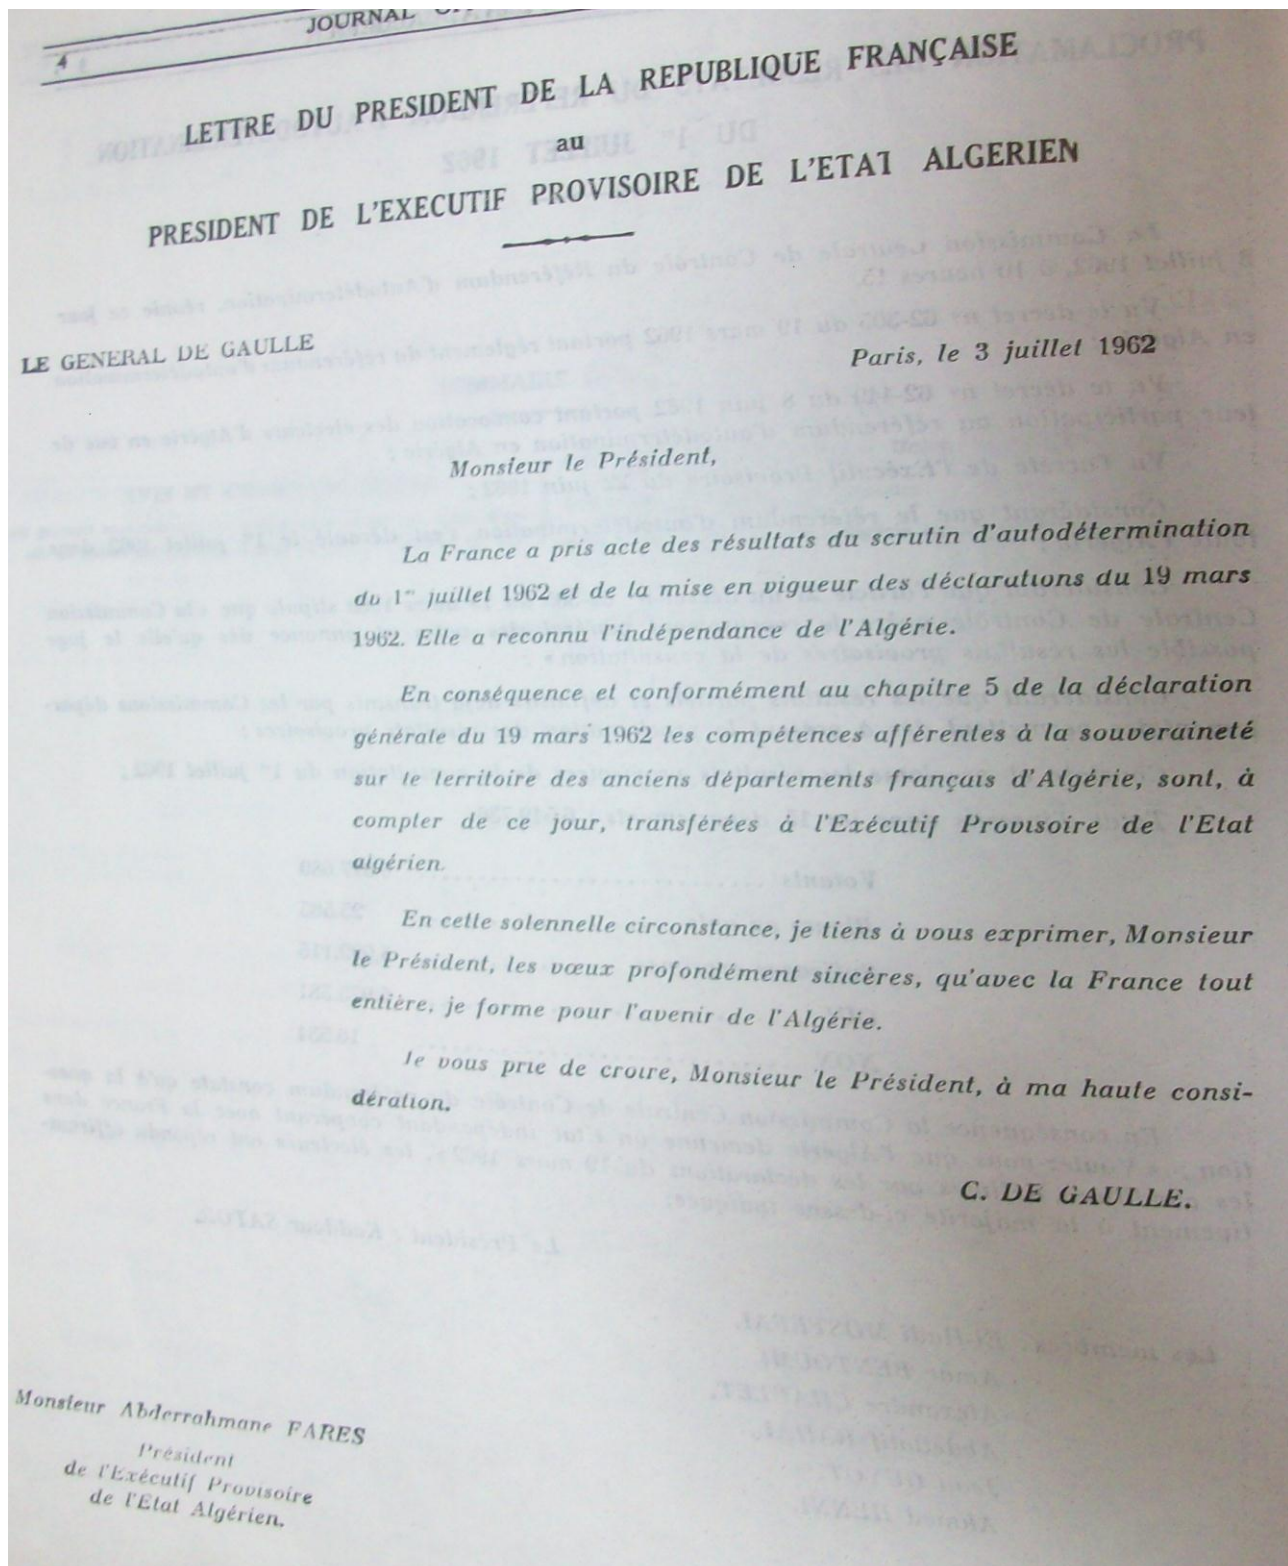 4
JOURNAL
LETTRE DU PRESIDENT DE LA REPUBLIQUE FRANÇAISE
au
PRESIDENT DE L'EXECUTIF PROVISOIRE DE L'ETAT ALGERIEN
LE GENERAL DE GAULLE
Paris, le 3 juillet 1962
Monsieur le Président,
La France a pris acte des résultats du scrutin d'autodétermination
du 1er juillet 1962 et de la mise en vigueur des déclarations du 19 mars
1962. Elle a reconnu l'indépendance de l'Algérie.
En conséquence et conformément au chapitre 5 de la déclaration
générale du 19 mars 1962 les compétences afférentes à la souveraineté
sur le territoire des anciens départements français d'Algérie, sont, à
compter de ce jour, transférées à l'Exécutif Provisoire de l'Etat
algérien.
En cette solennelle circonstance, je tiens à vous exprimer, Monsieur
le Président, les vœux profondément sincères, qu'avec la France tout
entière, je forme pour l'avenir de l'Algérie.
Je vous prie de croire, Monsieur le Président, à ma haute consi-
dération.
C. DE GAULLE.
Monsieur Abderrahmane FARES
Président
de l'Exécutif Provisoire
de l'Etat Algérien.